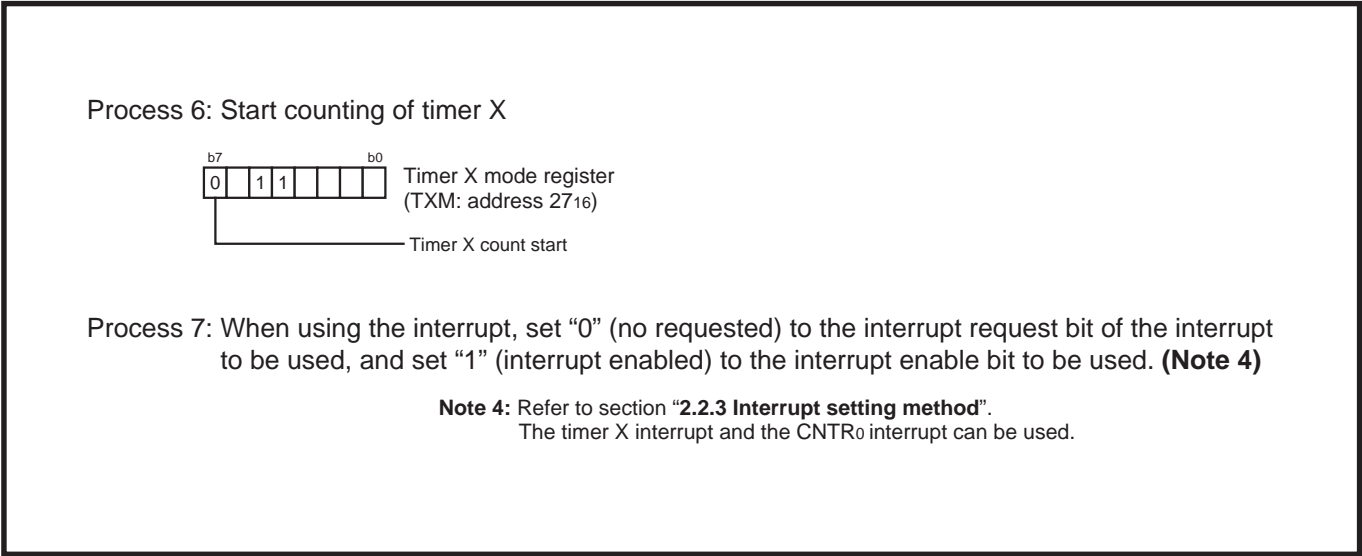 Process 6: Start counting of timer X
b7 b0
0 1 1
Timer X mode register
(TXM: address 2716)
Timer X count start
Process 7: When using the interrupt, set “0” (no requested) to the interrupt request bit of the interrupt
to be used, and set “1” (interrupt enabled) to the interrupt enable bit to be used. (Note 4)
Note 4: Refer to section “2.2.3 Interrupt setting method”.
The timer X interrupt and the CNTR0 interrupt can be used.